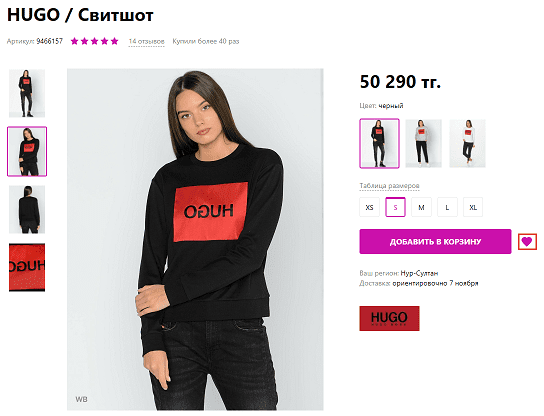 HUGO / Свитшот
Артикул: 9466157 14 отзывов Купили более 40 раз
50 290 тг.
Цвет: черный
Таблица размеров
XS S M L XL
ДОБАВИТЬ В КОРЗИНУ
Ваш регион: Нур-Султан
Доставка: ориентировочно 7 ноября
HUGO
HUGO
WB